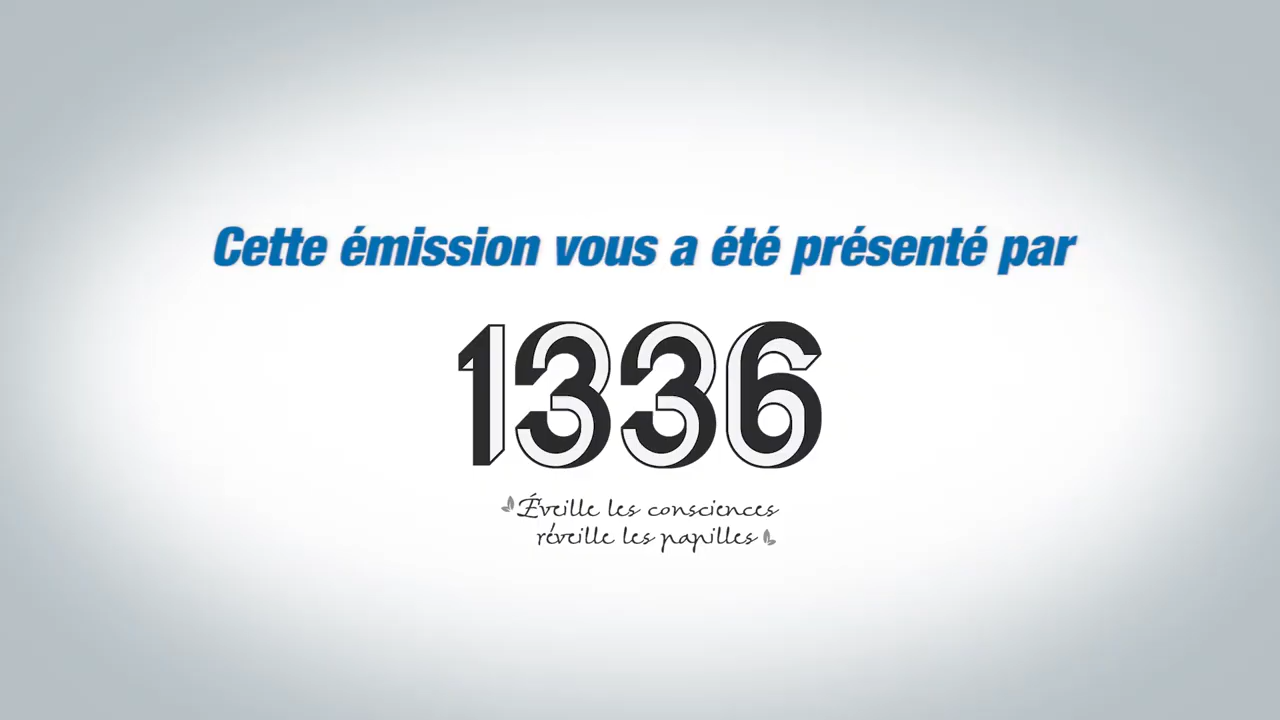 Cette émission vous a été présenté par
1336
Éveille les consciences
réveille les papilles